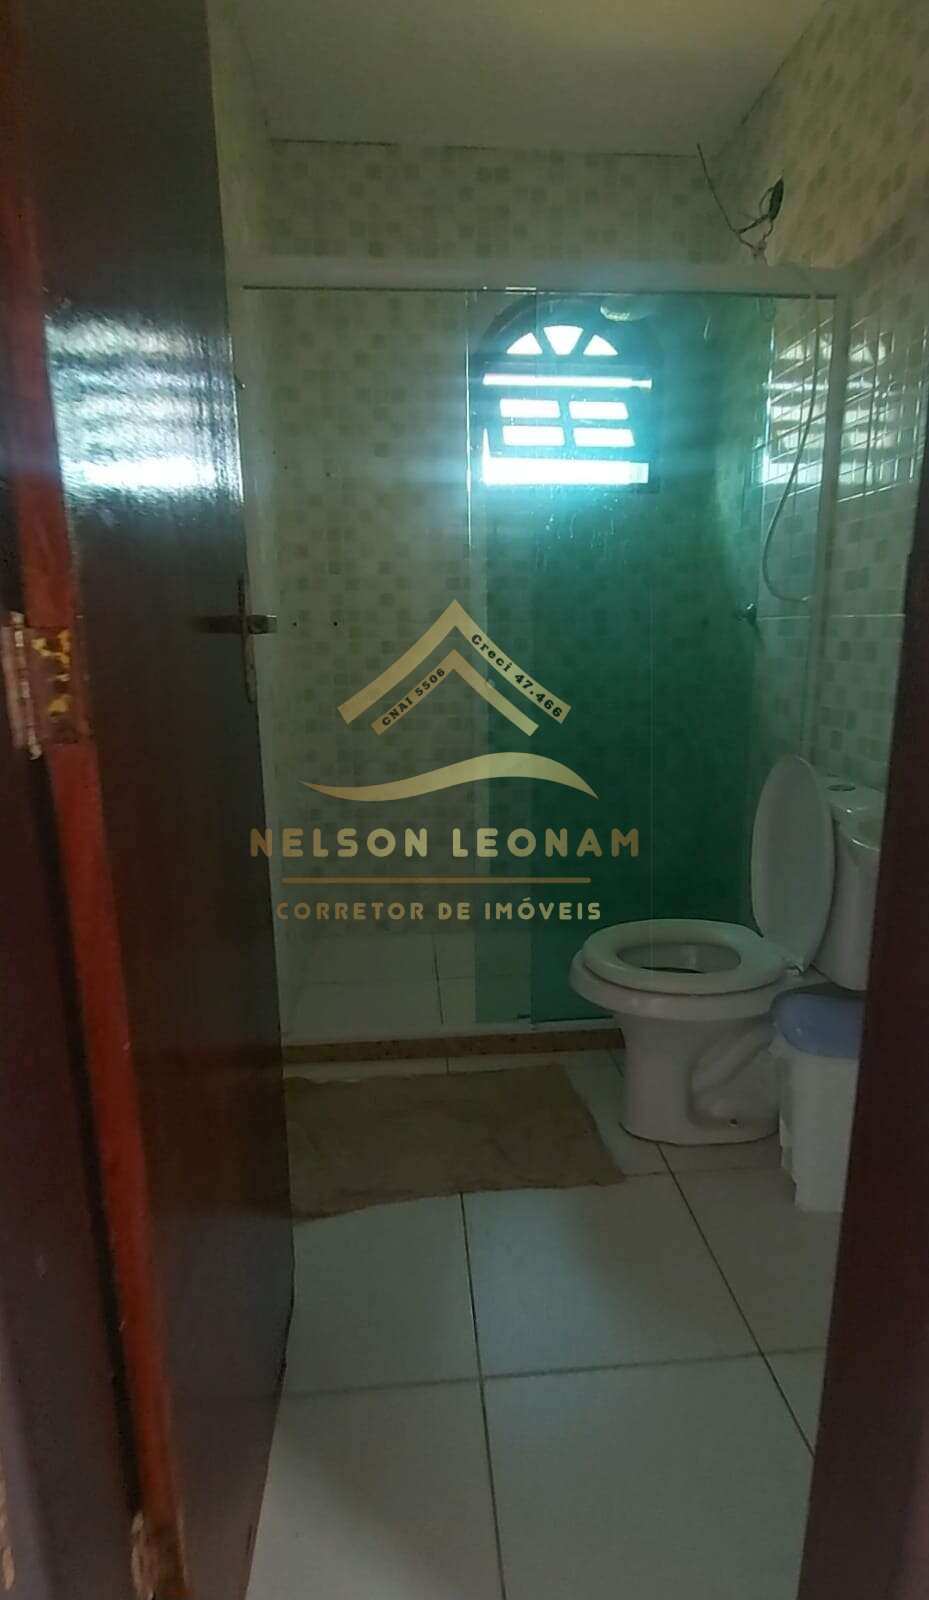 CNAI 5506
Creci 47.466
NELSON LEONAM
CORRETOR DE IMÓVEIS